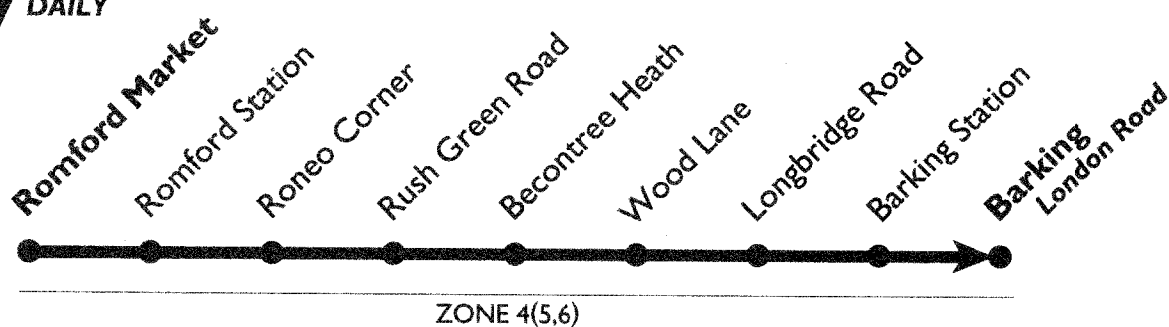 DAILY
Romford Market
Romford Station
Roneo Corner
Rush Green Road
Becontree Heath
Wood Lane
Longbridge Road
Barking Station
Barking
London Road
ZONE 4(5,6)